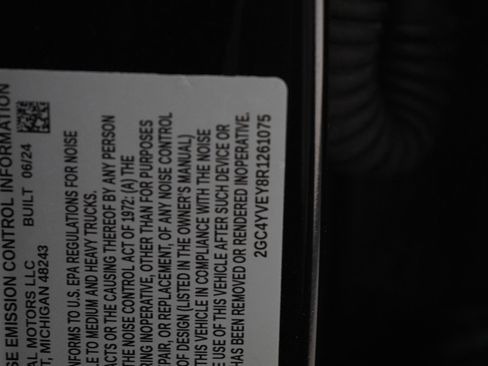 SE EMISSION CONTROL INFORMATION
AL MOTORS LLC BUILT 06/24
T, MICHIGAN 48243
NFORMS TO U.S. EPA REGULATIONS FOR NOISE
LE TO MEDIUM AND HEAVY TRUCKS.
ACTS OR THE CAUSING THEREOF BY ANY PERSON
THE NOISE CONTROL ACT OF 1972: (A) THE
RING INOPERATIVE, OTHER THAN FOR PURPOSES
PAIR, OR REPLACEMENT, OF ANY NOISE CONTROL
OF DESIGN (LISTED IN THE OWNER'S MANUAL)
THIS VEHICLE IN COMPLIANCE WITH THE NOISE
E USE OF THIS VEHICLE AFTER SUCH DEVICE OR
HAS BEEN REMOVED OR RENDERED INOPERATIVE.
2GC4YVEY8R1261075